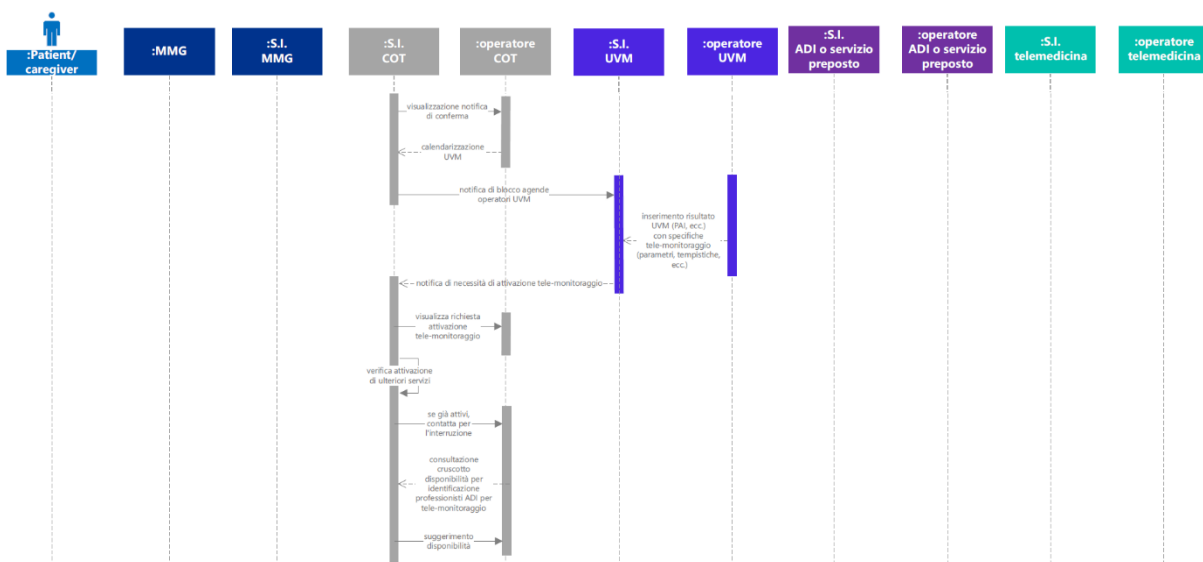 :Patient/
caregiver
:MMG
:S.I.
MMG
:S.I.
COT
:operatore
COT
:S.I.
UVM
:operatore
UVM
:S.I.
ADI o servizio
preposto
:operatore
ADI o servizio
preposto
:S.I.
telemedicina
:operatore
telemedicina
visualizzazione notifica
di conferma
calendarizzazione
UVM
notifica di blocco agende
operatori UVM
inserimento risultato
UVM (PAI, ecc.)
con specifiche
tele-monitoraggio
(parametri, tempistiche,
ecc.)
notifica di necessità di attivazione tele-monitoraggio
visualizza richiesta
attivazione
tele-monitoraggio
verifica attivazione
di ulteriori servizi
se già attivi,
contatta per
l'interruzione
consultazione
cruscotto
disponibilità per
identificazione
professionisti ADI per
tele-monitoraggio
suggerimento
disponibilità